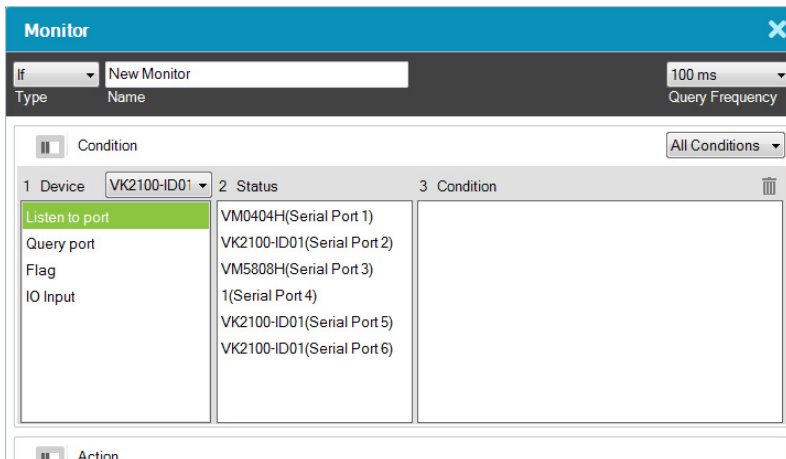 Monitor
If New Monitor 100 ms
Type Name Query Frequency
Condition All Conditions
1 Device VK2100-ID01 2 Status 3 Condition
Listen to port VM0404H(Serial Port 1)
Query port VK2100-ID01(Serial Port 2)
Flag VM5808H(Serial Port 3)
IO Input 1(Serial Port 4)
VK2100-ID01(Serial Port 5)
VK2100-ID01(Serial Port 6)
Action